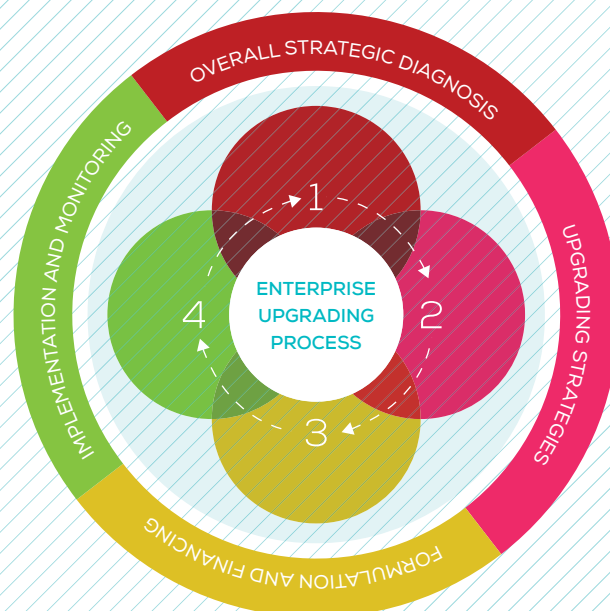 OVERALL STRATEGIC DIAGNOSIS
UPGRADING STRATEGIES
FORMULATION AND FINANCING
IMPLEMENTATION AND MONITORING
1
2
3
4
ENTERPRISE
UPGRADING
PROCESS